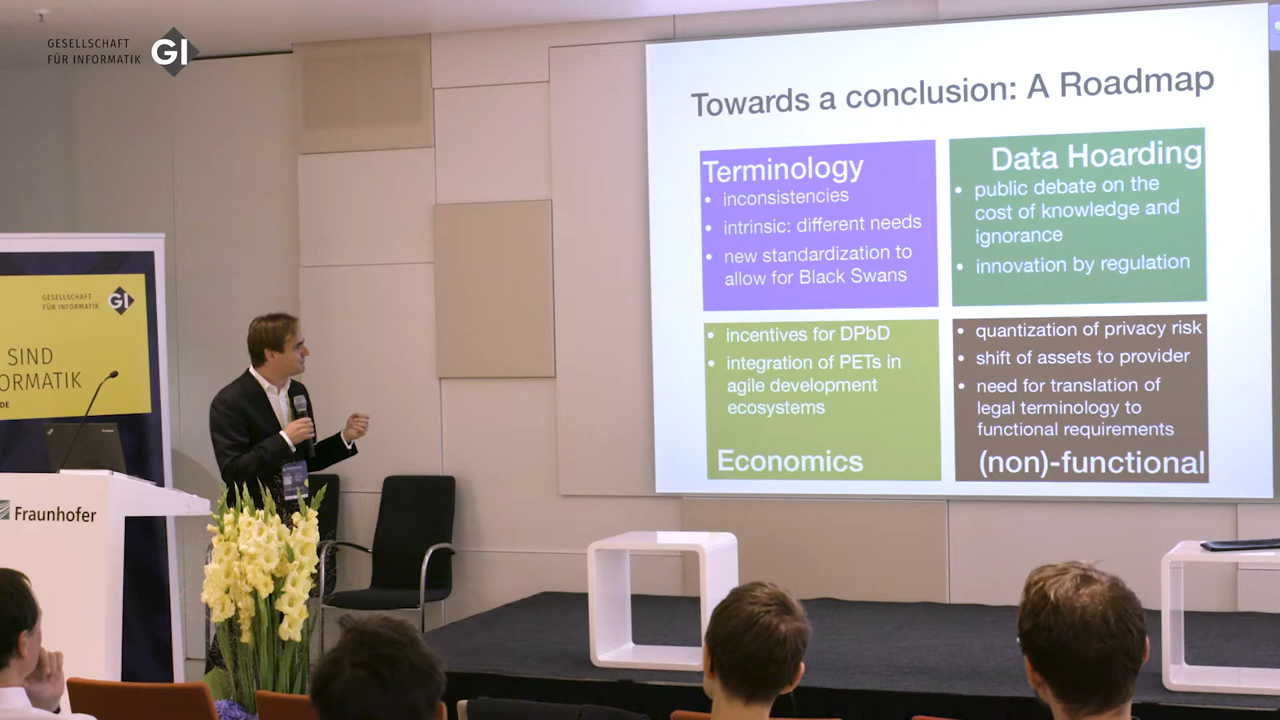 GESELLSCHAFT
FÜR INFORMATIK
GI
GESELLSCHAFT
FÜR INFORMATIK
GI
SIND
ORMATIK
DE
Fraunhofer
Towards a conclusion: A Roadmap
Terminology
• inconsistencies
• intrinsic: different needs
• new standardization to
allow for Black Swans
Data Hoarding
• public debate on the
cost of knowledge and
ignorance
• innovation by regulation
• incentives for DPbD
• integration of PETs in
agile development
ecosystems
Economics
• quantization of privacy risk
• shift of assets to provider
• need for translation of
legal terminology to
functional requirements
(non)-functional